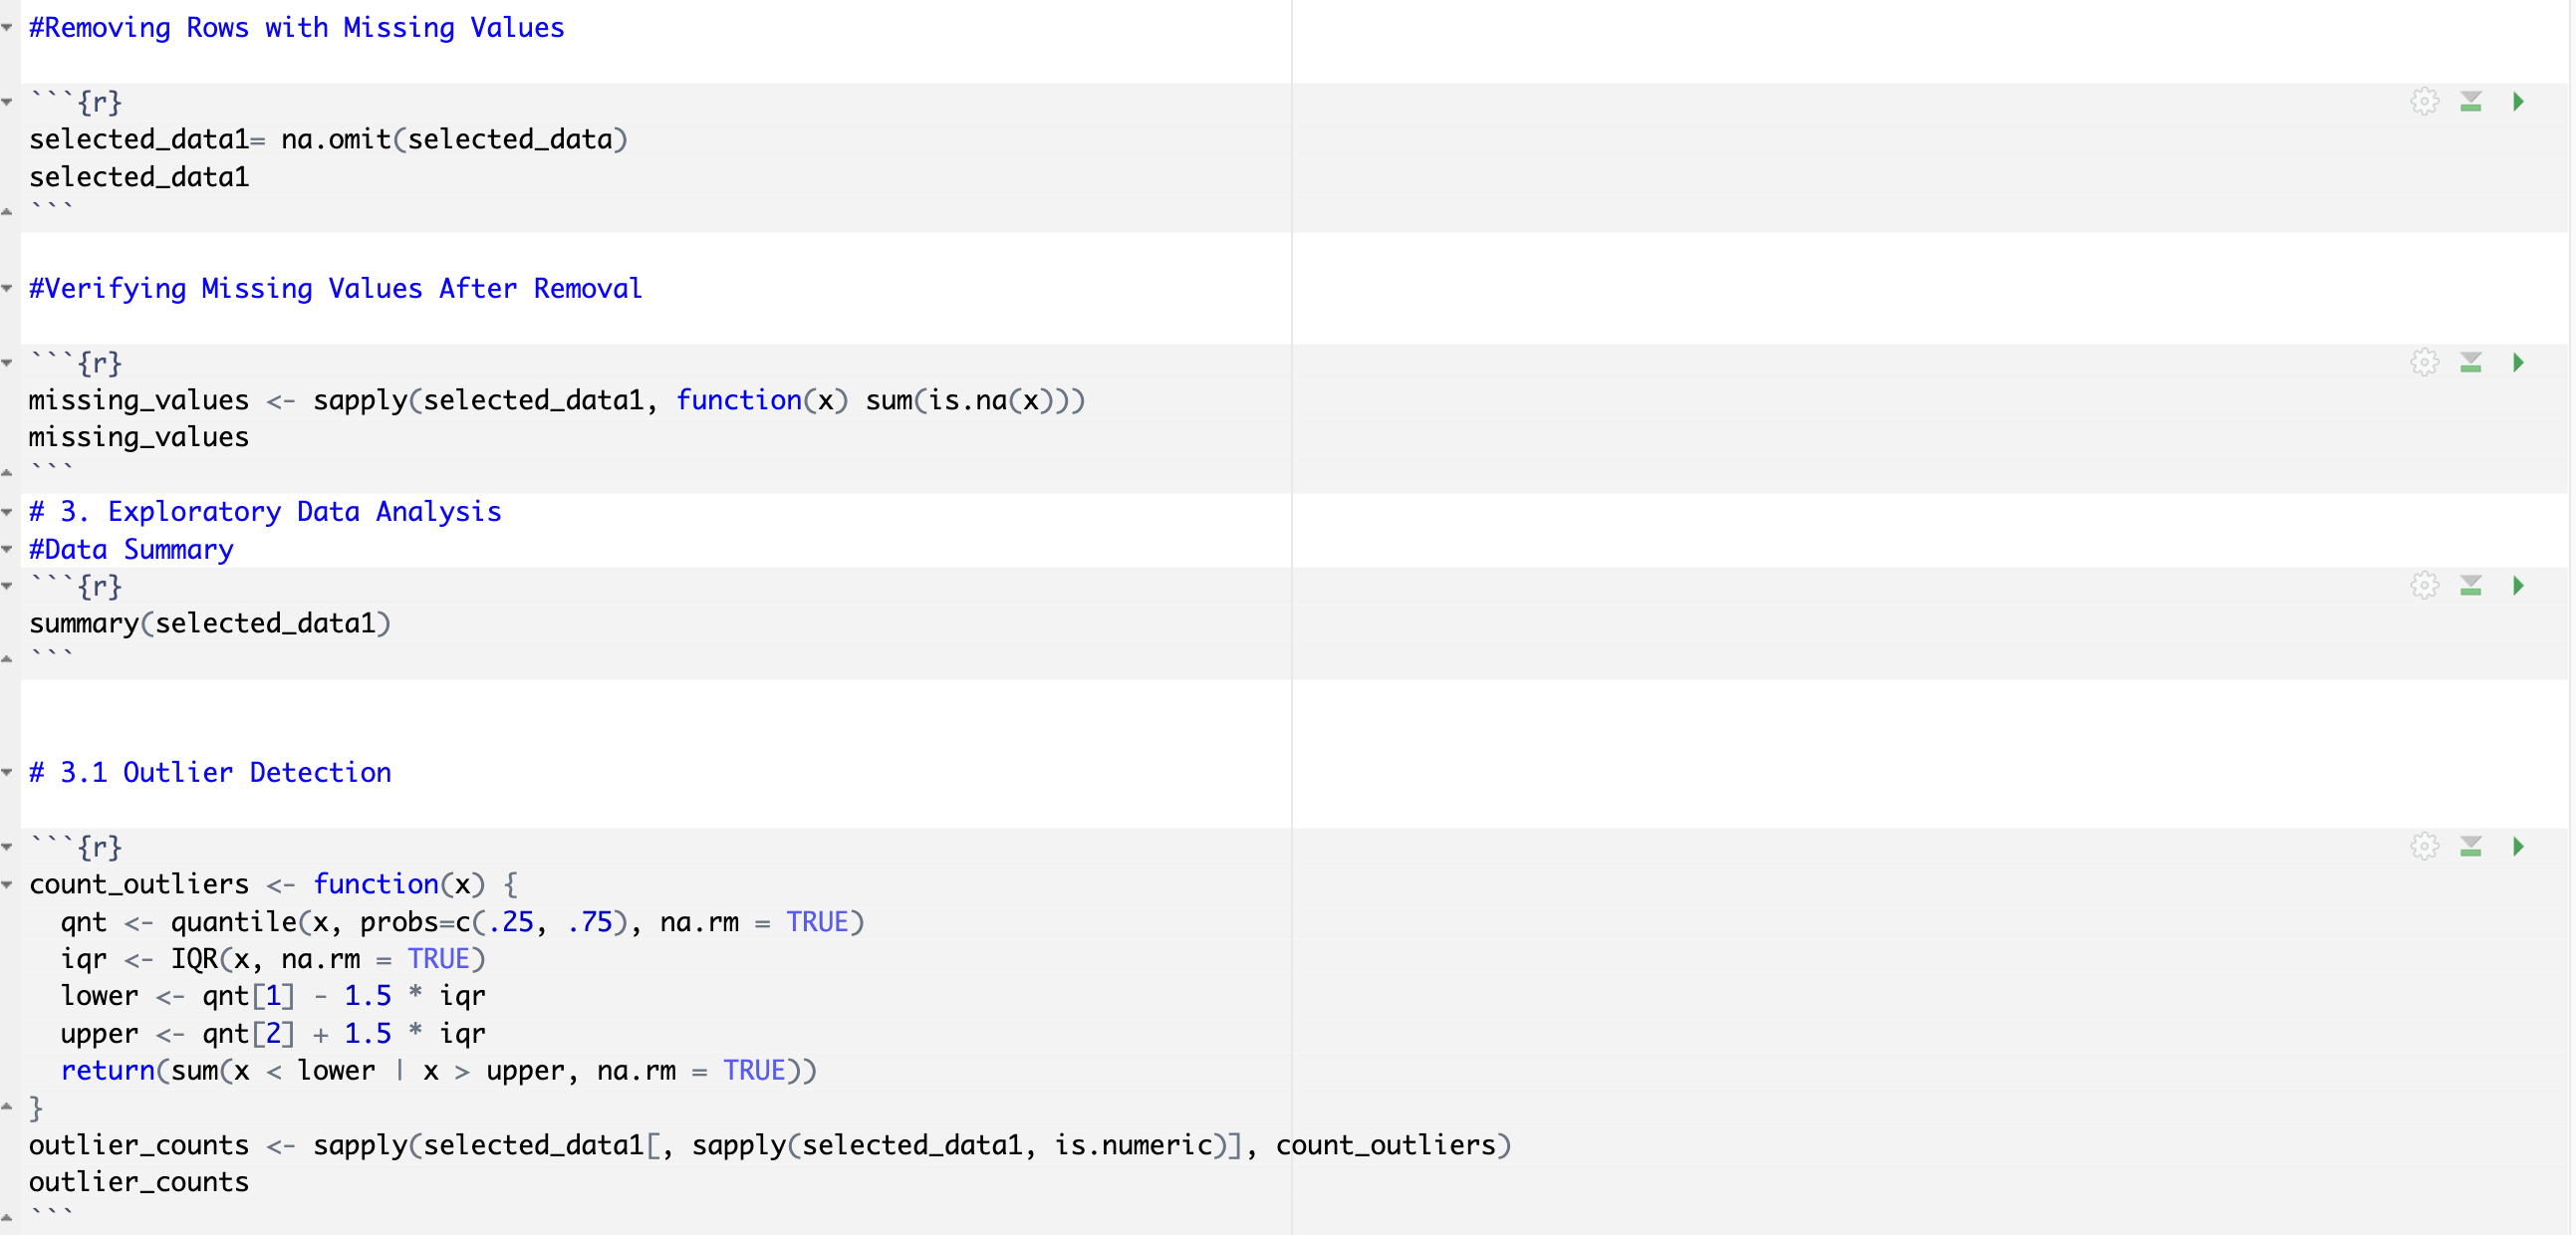 #Removing Rows with Missing Values
```{r}
selected_data1= na.omit(selected_data)
selected_data1
```
#Verifying Missing Values After Removal
```{r}
missing_values <- sapply(selected_data1, function(x) sum(is.na(x)))
missing_values
```
# 3. Exploratory Data Analysis
#Data Summary
```{r}
summary(selected_data1)
```
# 3.1 Outlier Detection
```{r}
count_outliers <- function(x) {
  qnt <- quantile(x, probs=c(.25, .75), na.rm = TRUE)
  iqr <- IQR(x, na.rm = TRUE)
  lower <- qnt[1] - 1.5 * iqr
  upper <- qnt[2] + 1.5 * iqr
  return(sum(x < lower | x > upper, na.rm = TRUE))
}
outlier_counts <- sapply(selected_data1[, sapply(selected_data1, is.numeric)], count_outliers)
outlier_counts
```